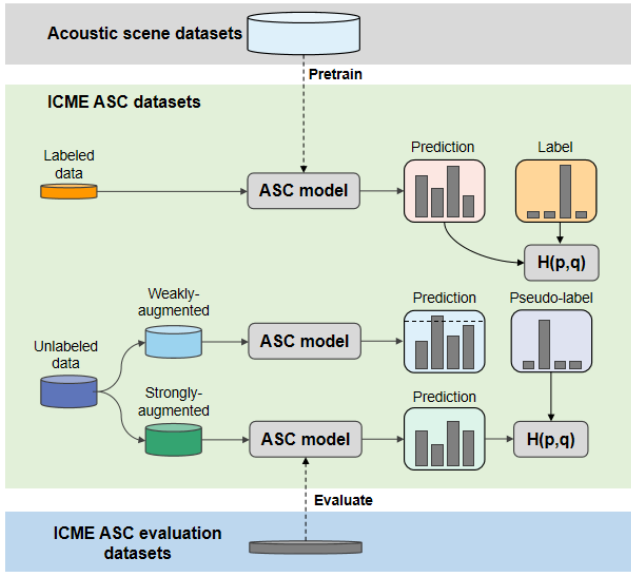 Acoustic scene datasets
Pretrain
ICME ASC datasets
Labeled
data
ASC model
Prediction
Label
H(p,q)
Weakly-
augmented
Unlabeled
data
ASC model
Prediction
Pseudo-label
Strongly-
augmented
ASC model
Prediction
H(p,q)
Evaluate
ICME ASC evaluation
datasets